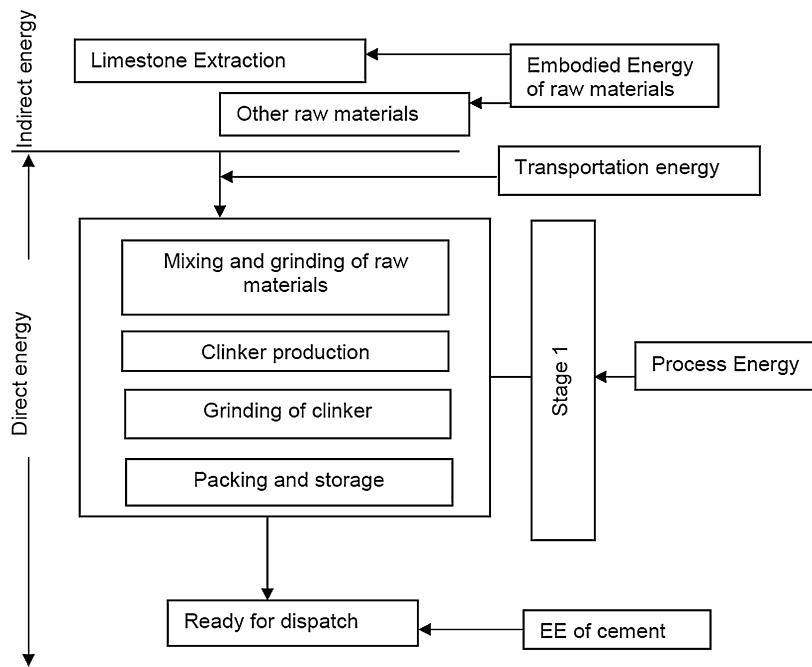 Indirect energy
Limestone Extraction
Embodied Energy
of raw materials
Other raw materials
Transportation energy
Direct energy
Mixing and grinding of raw
materials
Clinker production
Grinding of clinker
Packing and storage
Stage 1
Process Energy
Ready for dispatch
EE of cement